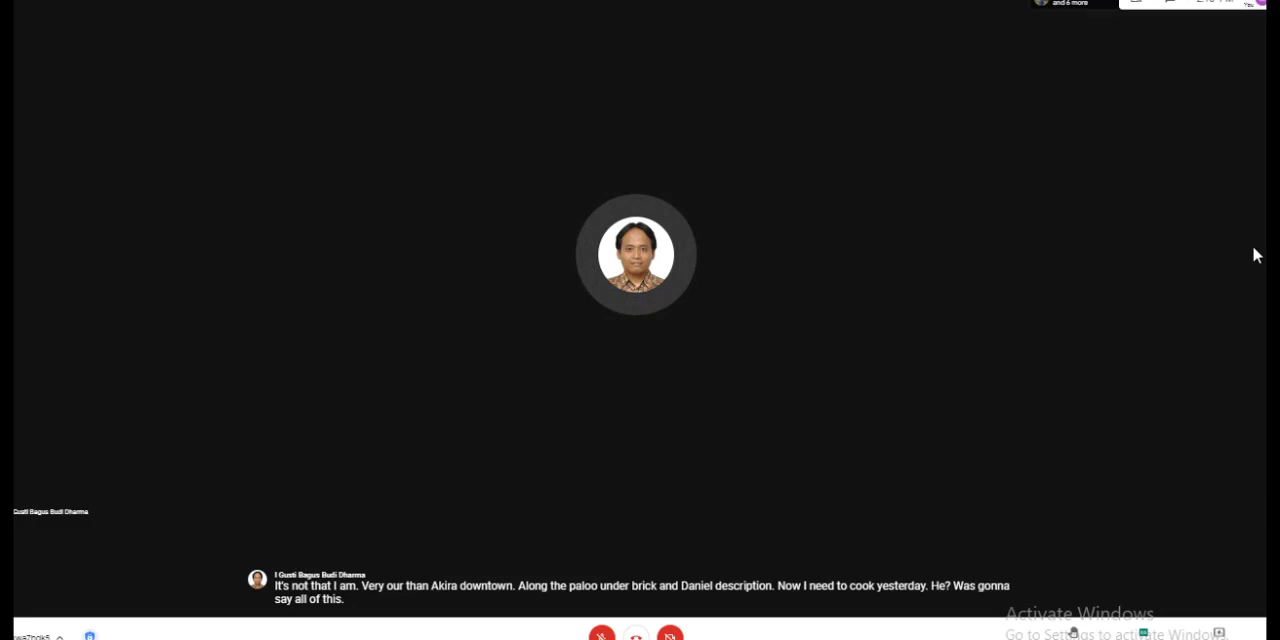 and 6 more
You
Gusti Bagus Budi Dharma
I Gusti Bagus Budi Dharma
It's not that I am. Very our than Akira downtown. Along the paloo under brick and Daniel description. Now I need to cook yesterday. He? Was gonna
say all of this.
Activate Windows
Go to Settings to activate Windows.